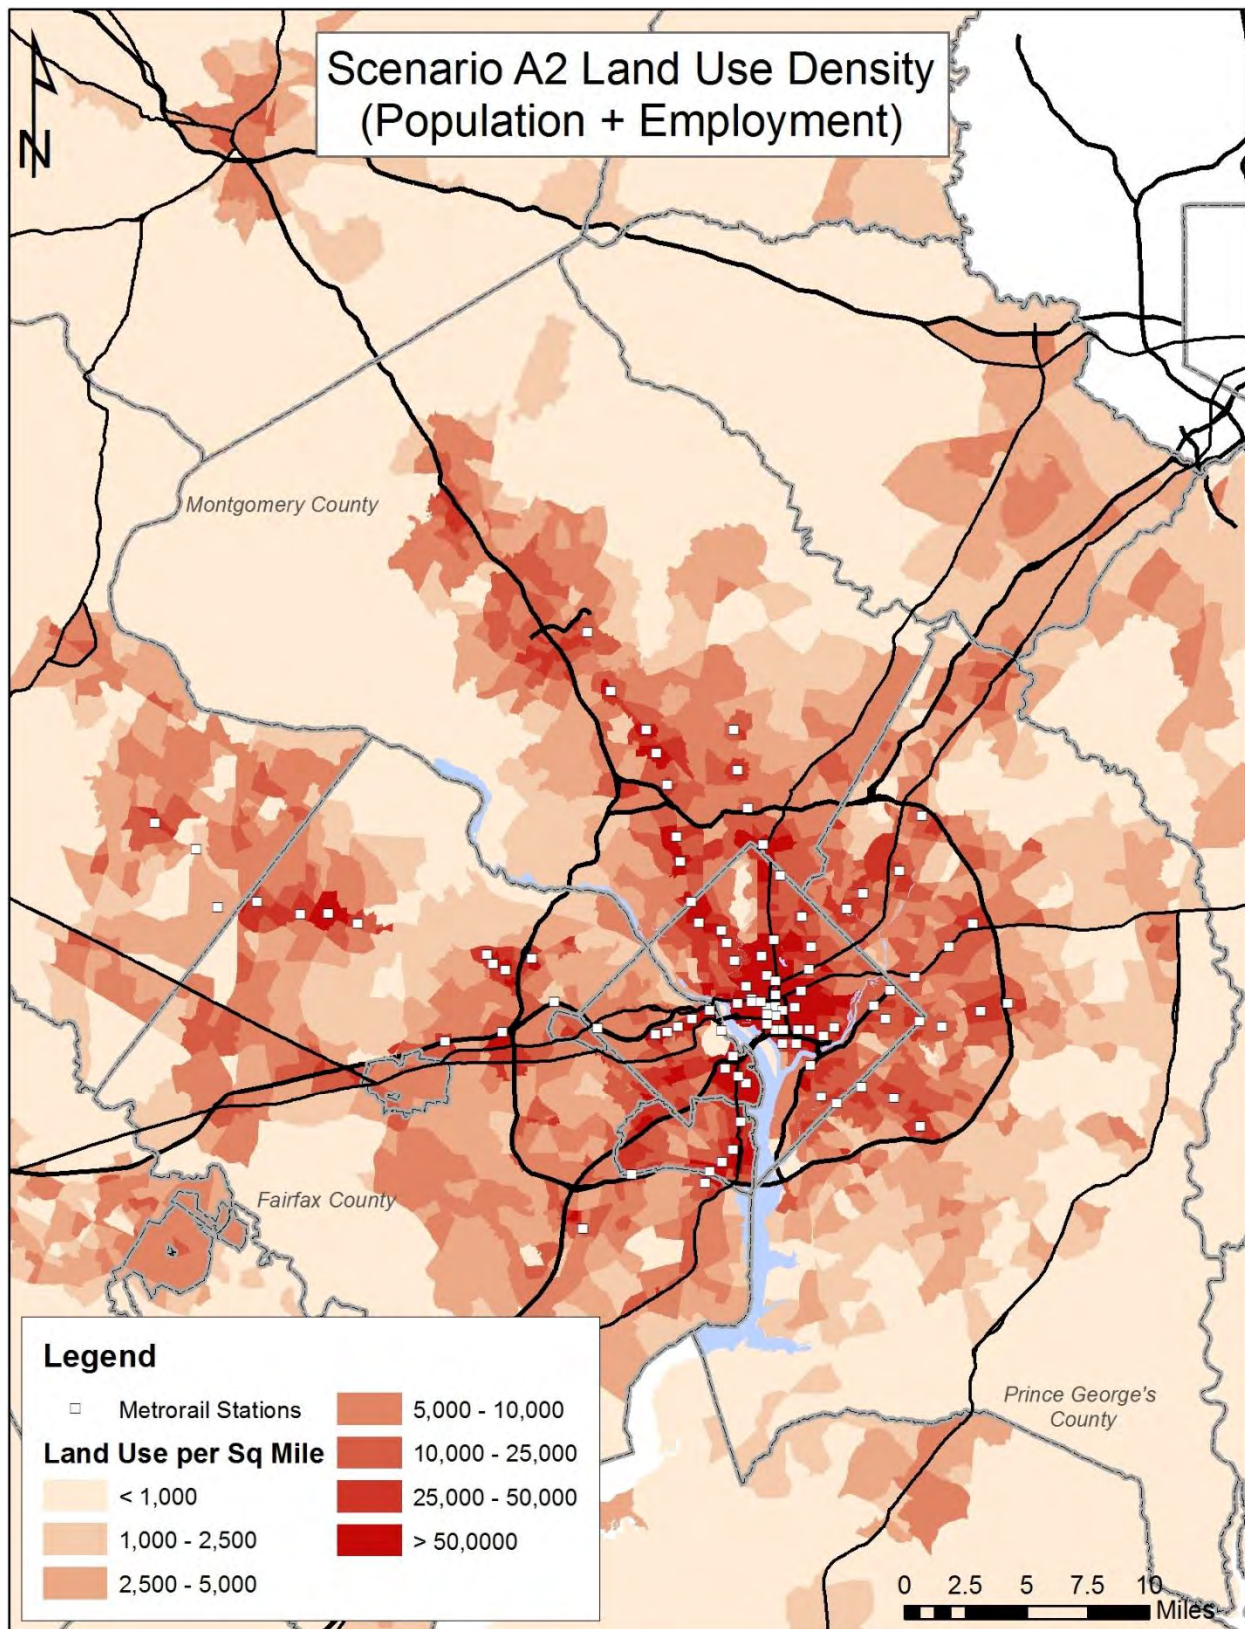 Scenario A2 Land Use Density
(Population + Employment)
N
Montgomery County
Fairfax County
Prince George's
County
Legend
Metrorail Stations
Land Use per Sq Mile
< 1,000
1,000 - 2,500
2,500 - 5,000
5,000 - 10,000
10,000 - 25,000
25,000 - 50,000
> 50,0000
0 2.5 5 7.5 10
Miles